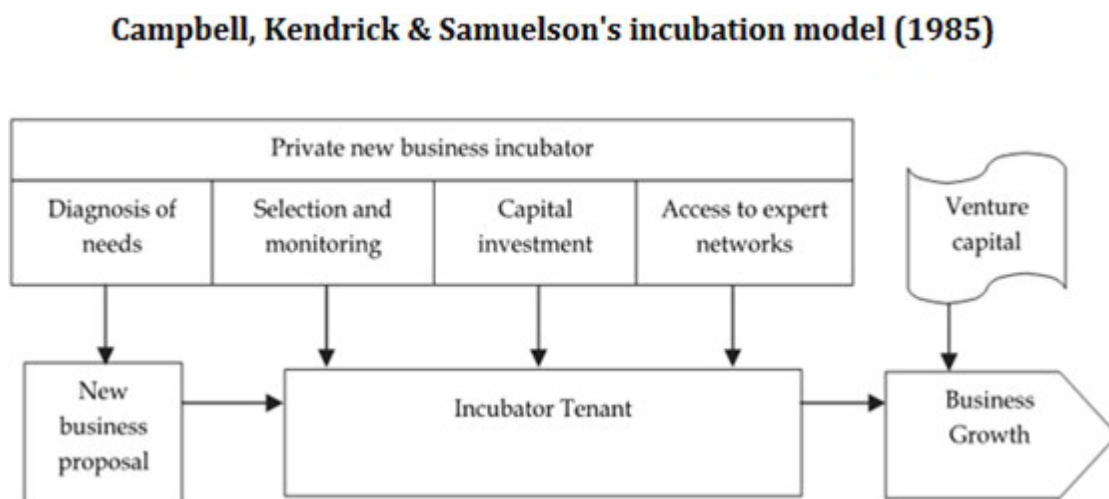 Campbell, Kendrick & Samuelson's incubation model (1985)
Private new business incubator
Diagnosis of
needs
Selection and
monitoring
Capital
investment
Access to expert
networks
Venture
capital
New
business
proposal
Incubator Tenant
Business
Growth